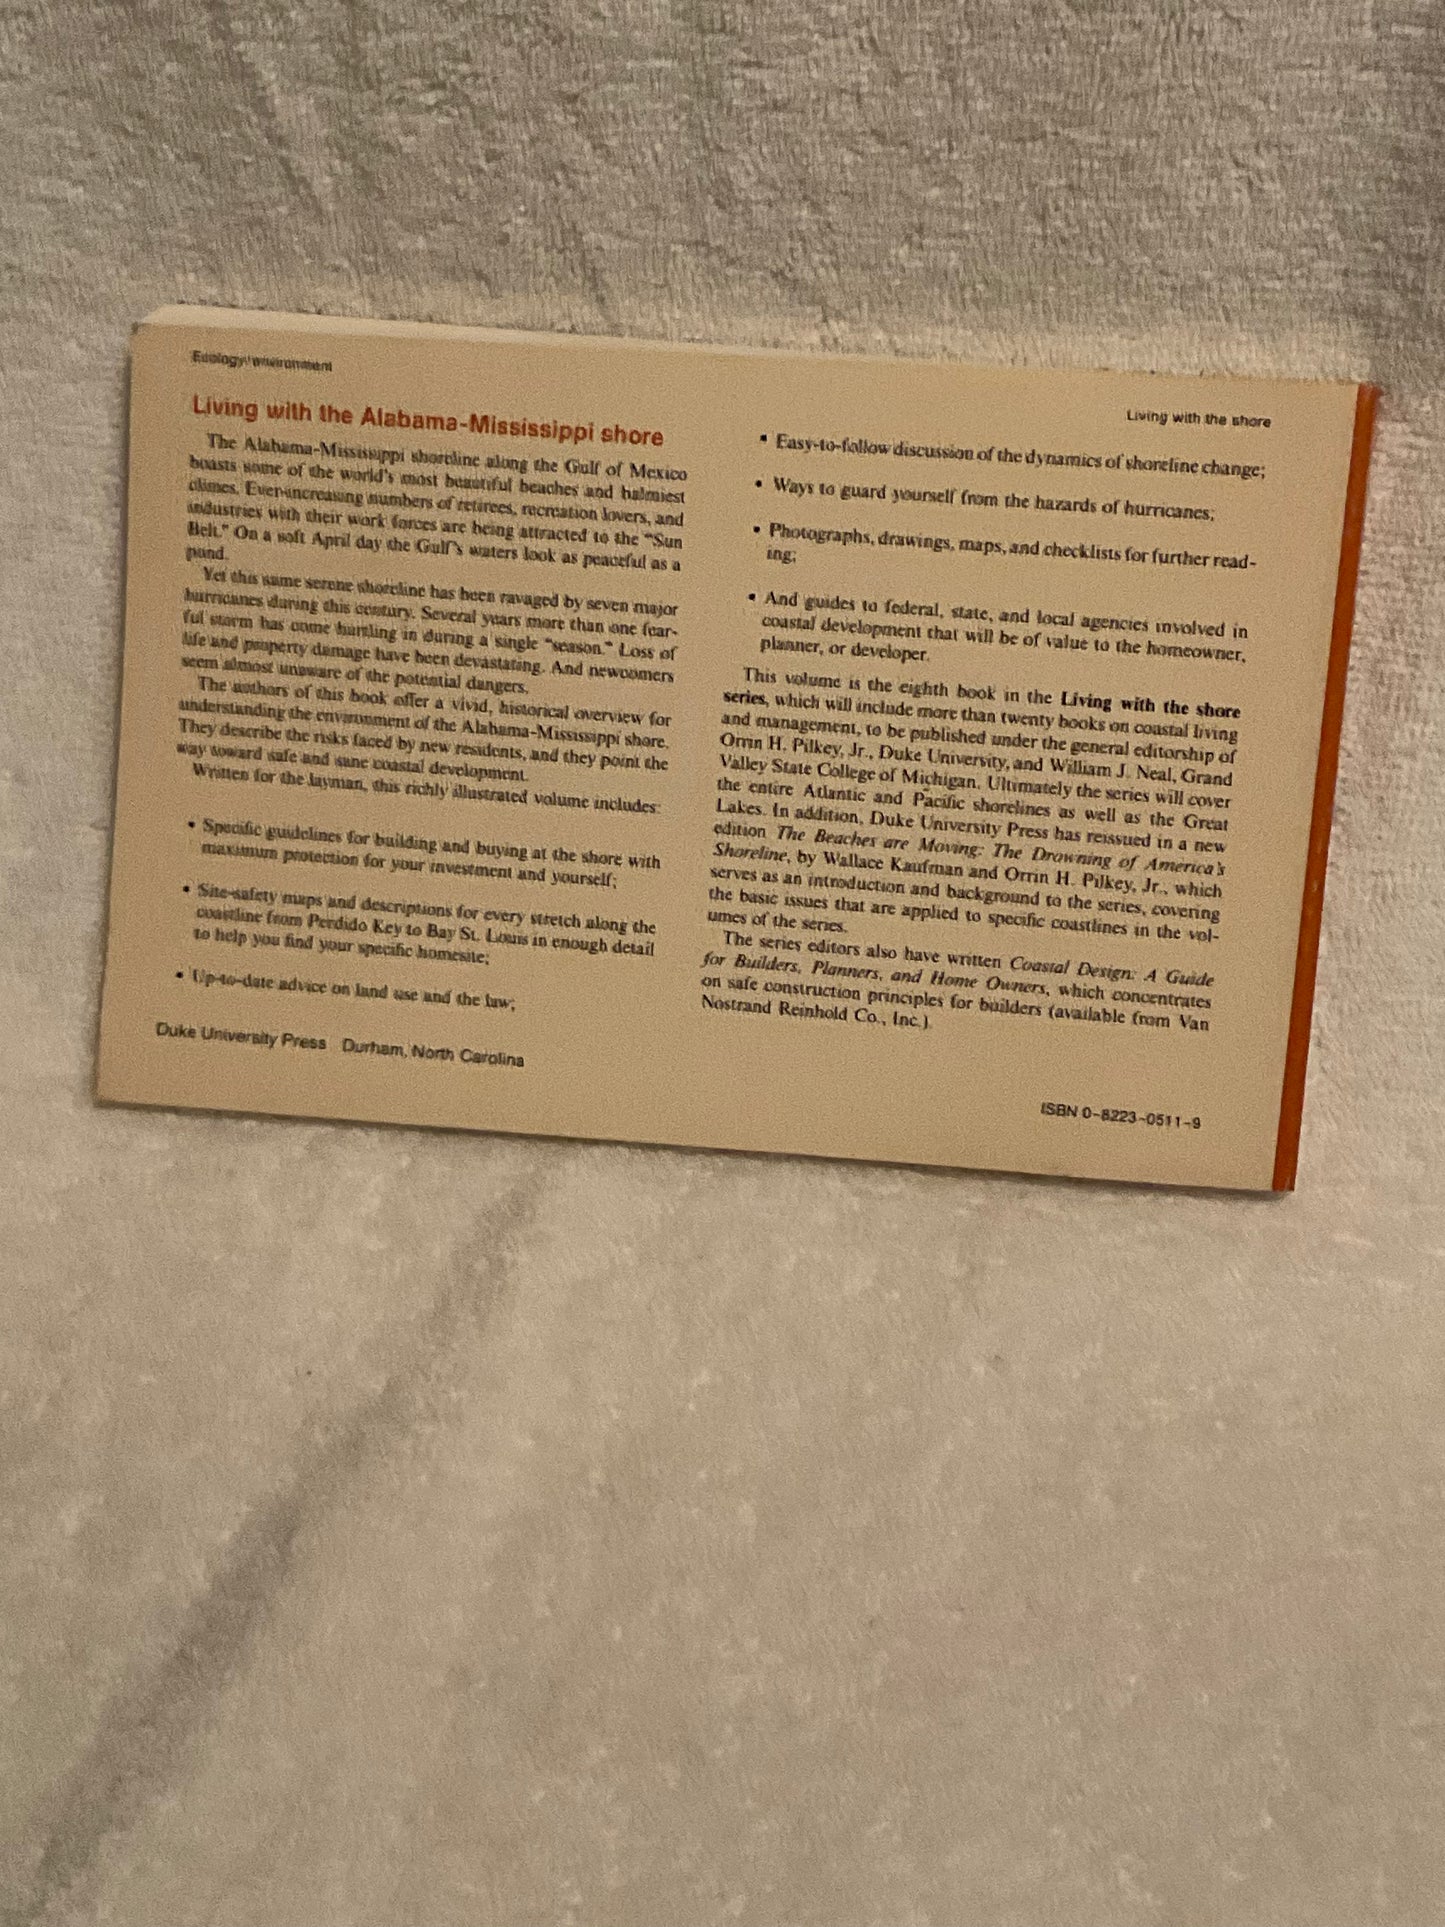 Ecology/environment
Living with the Alabama-Mississippi shore
The Alabama-Mississippi shoreline along the Gulf of Mexico
boasts some of the world's most beautiful beaches and balmiest
climes. Ever-increasing numbers of retirees, recreation lovers, and
industries with their work forces are being attracted to the "Sun
Belt." On a soft April day the Gulf's waters look as peaceful as a
pond.
Yet this same serene shoreline has been ravaged by seven major
hurricanes during this century. Several years more than one fear-
ful storm has come hurtling in during a single "season." Loss of
life and property damage have been devastating. And newcomers
seem almost unaware of the potential dangers.
The authors of this book offer a vivid, historical overview for
understanding the environment of the Alabama-Mississippi shore.
They describe the risks faced by new residents, and they point the
way toward safe and sane coastal development.
Written for the layman, this richly illustrated volume includes:
• Specific guidelines for building and buying at the shore with
maximum protection for your investment and yourself;
• Site-safety maps and descriptions for every stretch along the
coastline from Perdido Key to Bay St. Louis in enough detail
to help you find your specific homesite;
• Up-to-date advice on land use and the law;
Duke University Press Durham, North Carolina
Living with the shore
• Easy-to-follow discussion of the dynamics of shoreline change;
• Ways to guard yourself from the hazards of hurricanes;
• Photographs, drawings, maps, and checklists for further read-
ing;
• And guides to federal, state, and local agencies involved in
coastal development that will be of value to the homeowner,
planner, or developer.
This volume is the eighth book in the Living with the shore
series, which will include more than twenty books on coastal living
and management, to be published under the general editorship of
Orrin H. Pilkey, Jr., Duke University, and William J. Neal, Grand
Valley State College of Michigan. Ultimately the series will cover
the entire Atlantic and Pacific shorelines as well as the Great
Lakes. In addition, Duke University Press has reissued in a new
edition The Beaches are Moving: The Drowning of America's
Shoreline, by Wallace Kaufman and Orrin H. Pilkey, Jr., which
serves as an introduction and background to the series, covering
the basic issues that are applied to specific coastlines in the vol-
umes of the series.
The series editors also have written Coastal Design: A Guide
for Builders, Planners, and Home Owners, which concentrates
on safe construction principles for builders (available from Van
Nostrand Reinhold Co., Inc.).
ISBN 0-8223-0511-9